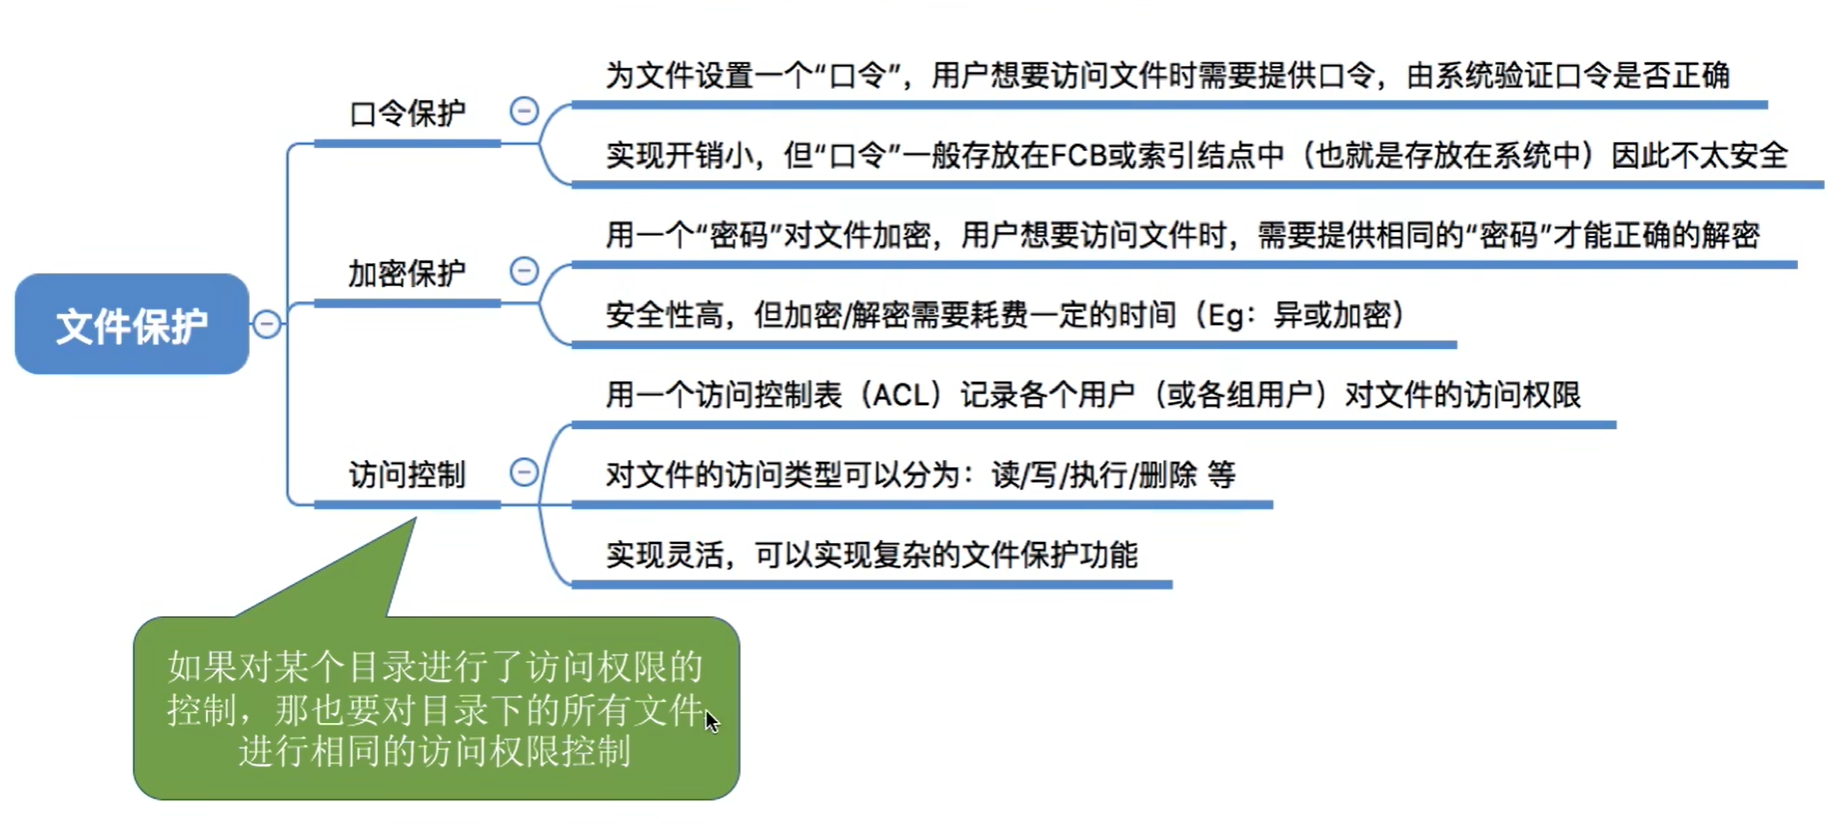 文件保护
口令保护
为文件设置一个“口令”，用户想要访问文件时需要提供口令，由系统验证口令是否正确
实现开销小，但“口令”一般存放在FCB或索引结点中（也就是存放在系统中）因此不太安全
加密保护
用一个“密码”对文件加密，用户想要访问文件时，需要提供相同的“密码”才能正确的解密
安全性高，但加密/解密需要耗费一定的时间（Eg：异或加密）
访问控制
用一个访问控制表（ACL）记录各个用户（或各组用户）对文件的访问权限
对文件的访问类型可以分为：读/写/执行/删除 等
实现灵活，可以实现复杂的文件保护功能
如果对某个目录进行了访问权限的
控制，那也要对目录下的所有文件
进行相同的访问权限控制